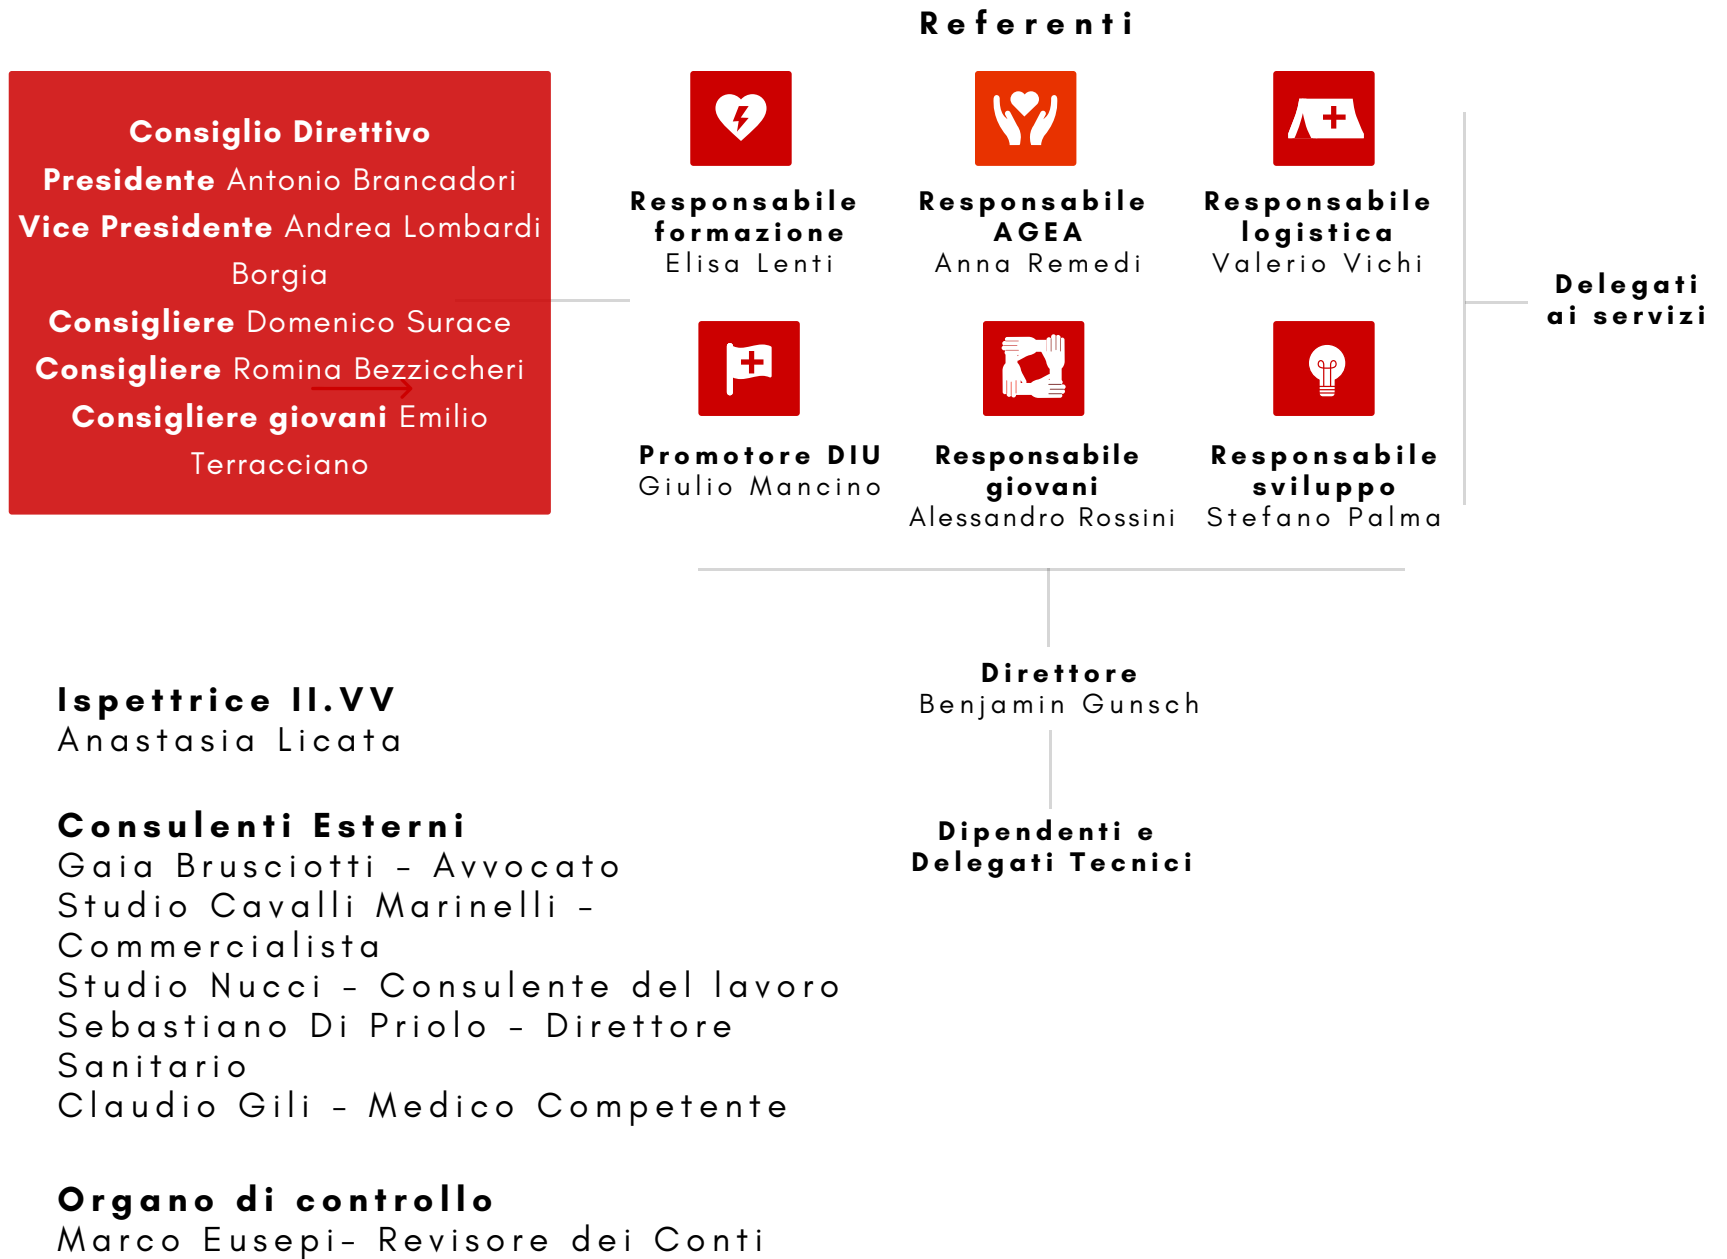 Referenti
Consiglio Direttivo
Presidente Antonio Brancadori
Vice Presidente Andrea Lombardi
Borgia
Consigliere Domenico Surace
Consigliere Romina Bezziccheri
Consigliere giovani Emilio
Terracciano
Responsabile
formazione
Elisa Lenti
Responsabile
AGEA
Anna Remedi
Responsabile
logistica
Valerio Vichi
Promotore DIU
Giulio Mancino
Responsabile
giovani
Alessandro Rossini
Responsabile
sviluppo
Stefano Palma
Delegati
ai servizi
Direttore
Benjamin Gunsch
Dipendenti e
Delegati Tecnici
Ispettrice II.VV
Anastasia Licata
Consulenti Esterni
Gaia Brusciotti - Avvocato
Studio Cavalli Marinelli -
Commercialista
Studio Nucci - Consulente del lavoro
Sebastiano Di Priolo - Direttore
Sanitario
Claudio Gili - Medico Competente
Organo di controllo
Marco Eusepi- Revisore dei Conti